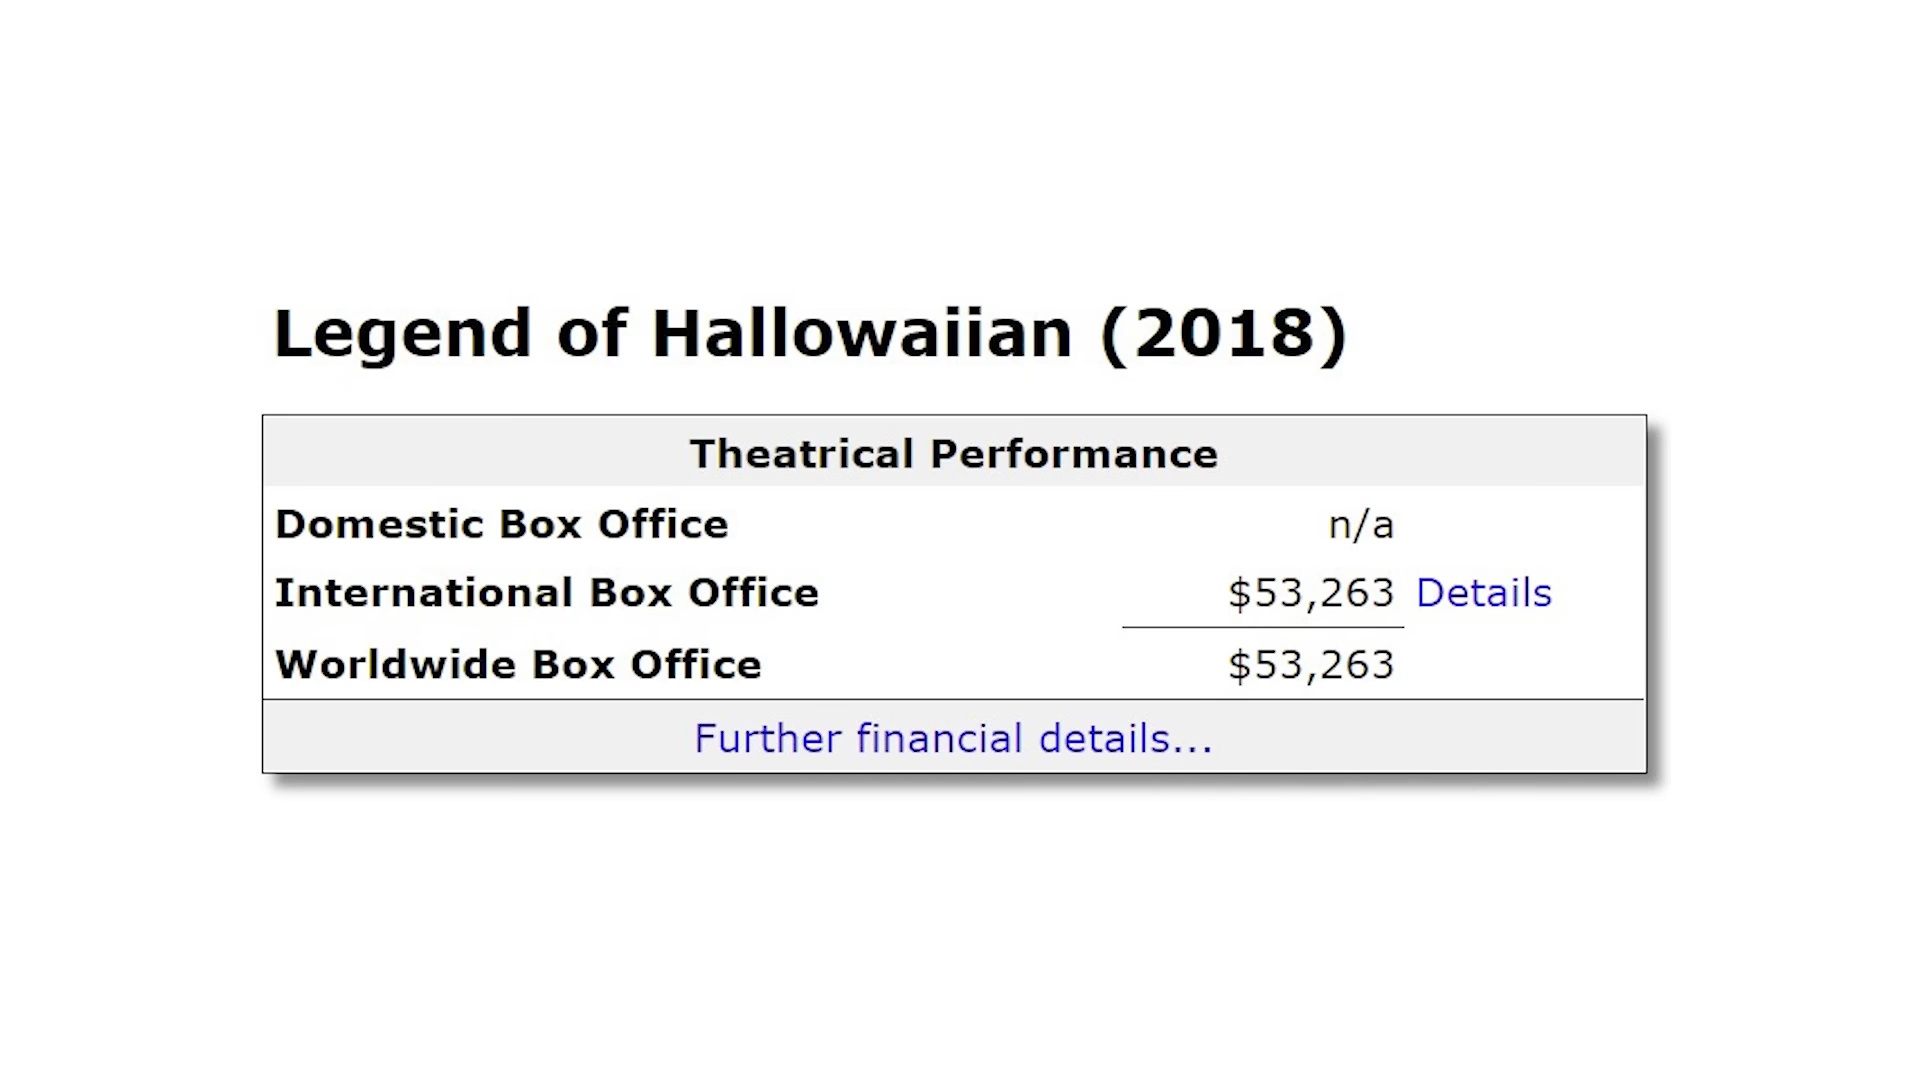 Legend of Hallowaiian (2018)
Theatrical Performance
Domestic Box Office n/a
International Box Office $53,263 Details
Worldwide Box Office $53,263
Further financial details...